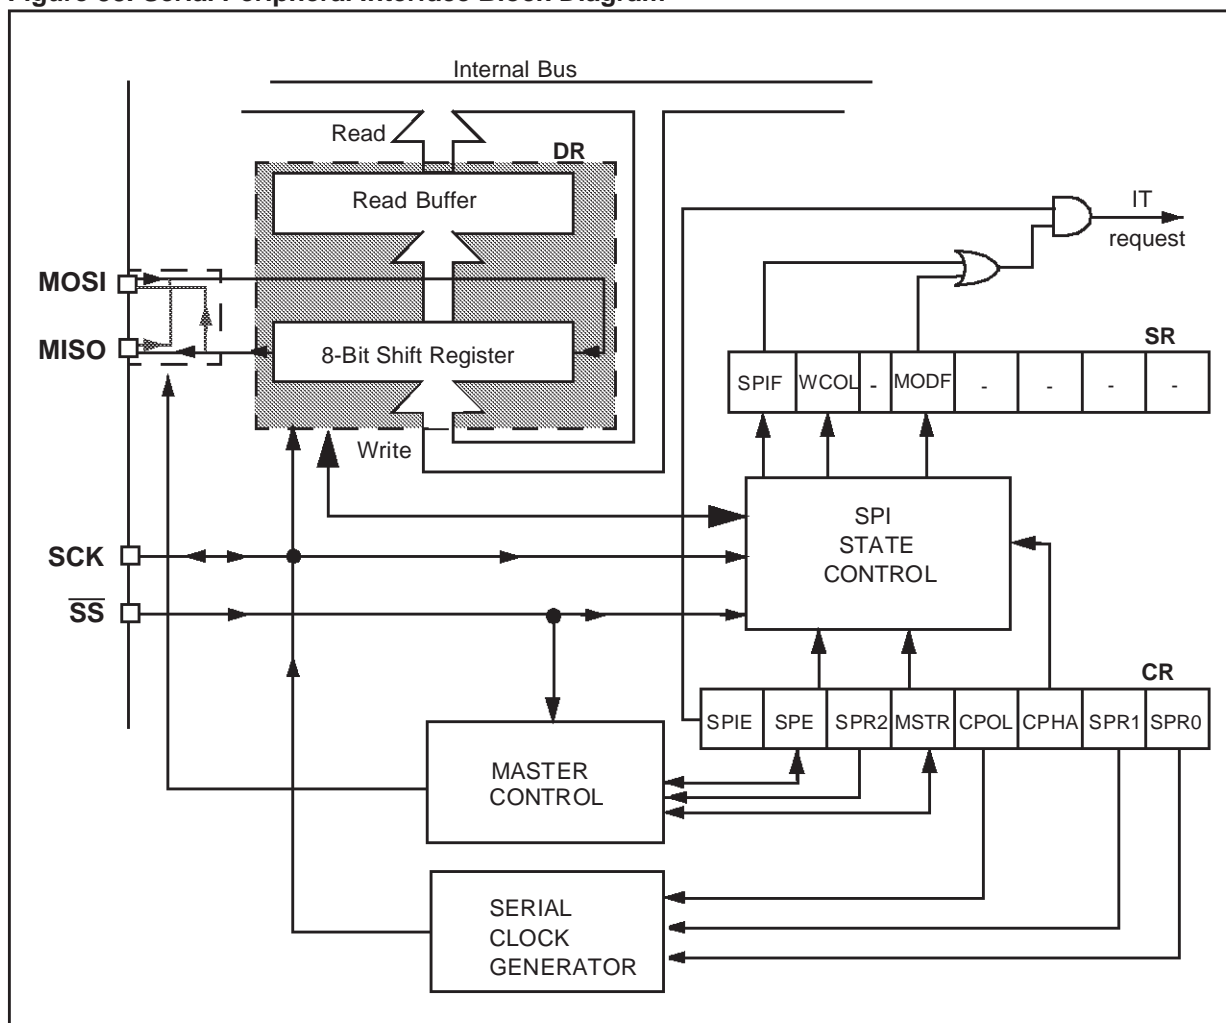 Internal Bus
Read
DR
Read Buffer
IT
request
MOSI
MISO
8-Bit Shift Register
SR
SPIF WCOL - MODF - - - -
Write
SPI
STATE
CONTROL
SCK
SS
CR
SPIE SPE SPR2 MSTR CPOL CPHA SPR1 SPR0
MASTER
CONTROL
SERIAL
CLOCK
GENERATOR